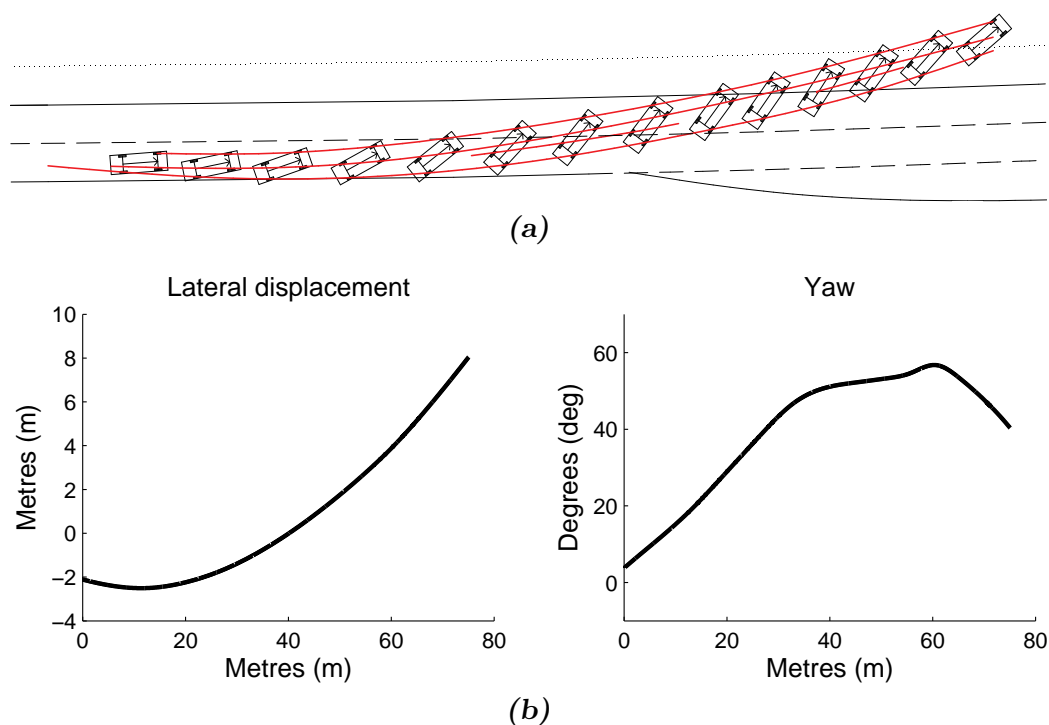 (a)
Lateral displacement
10
8
6
4
2
0
−2
−4
Metres (m)
0 20 40 60 80
Metres (m)
Yaw
60
40
20
0
Degrees (deg)
0 20 40 60 80
Metres (m)
(b)